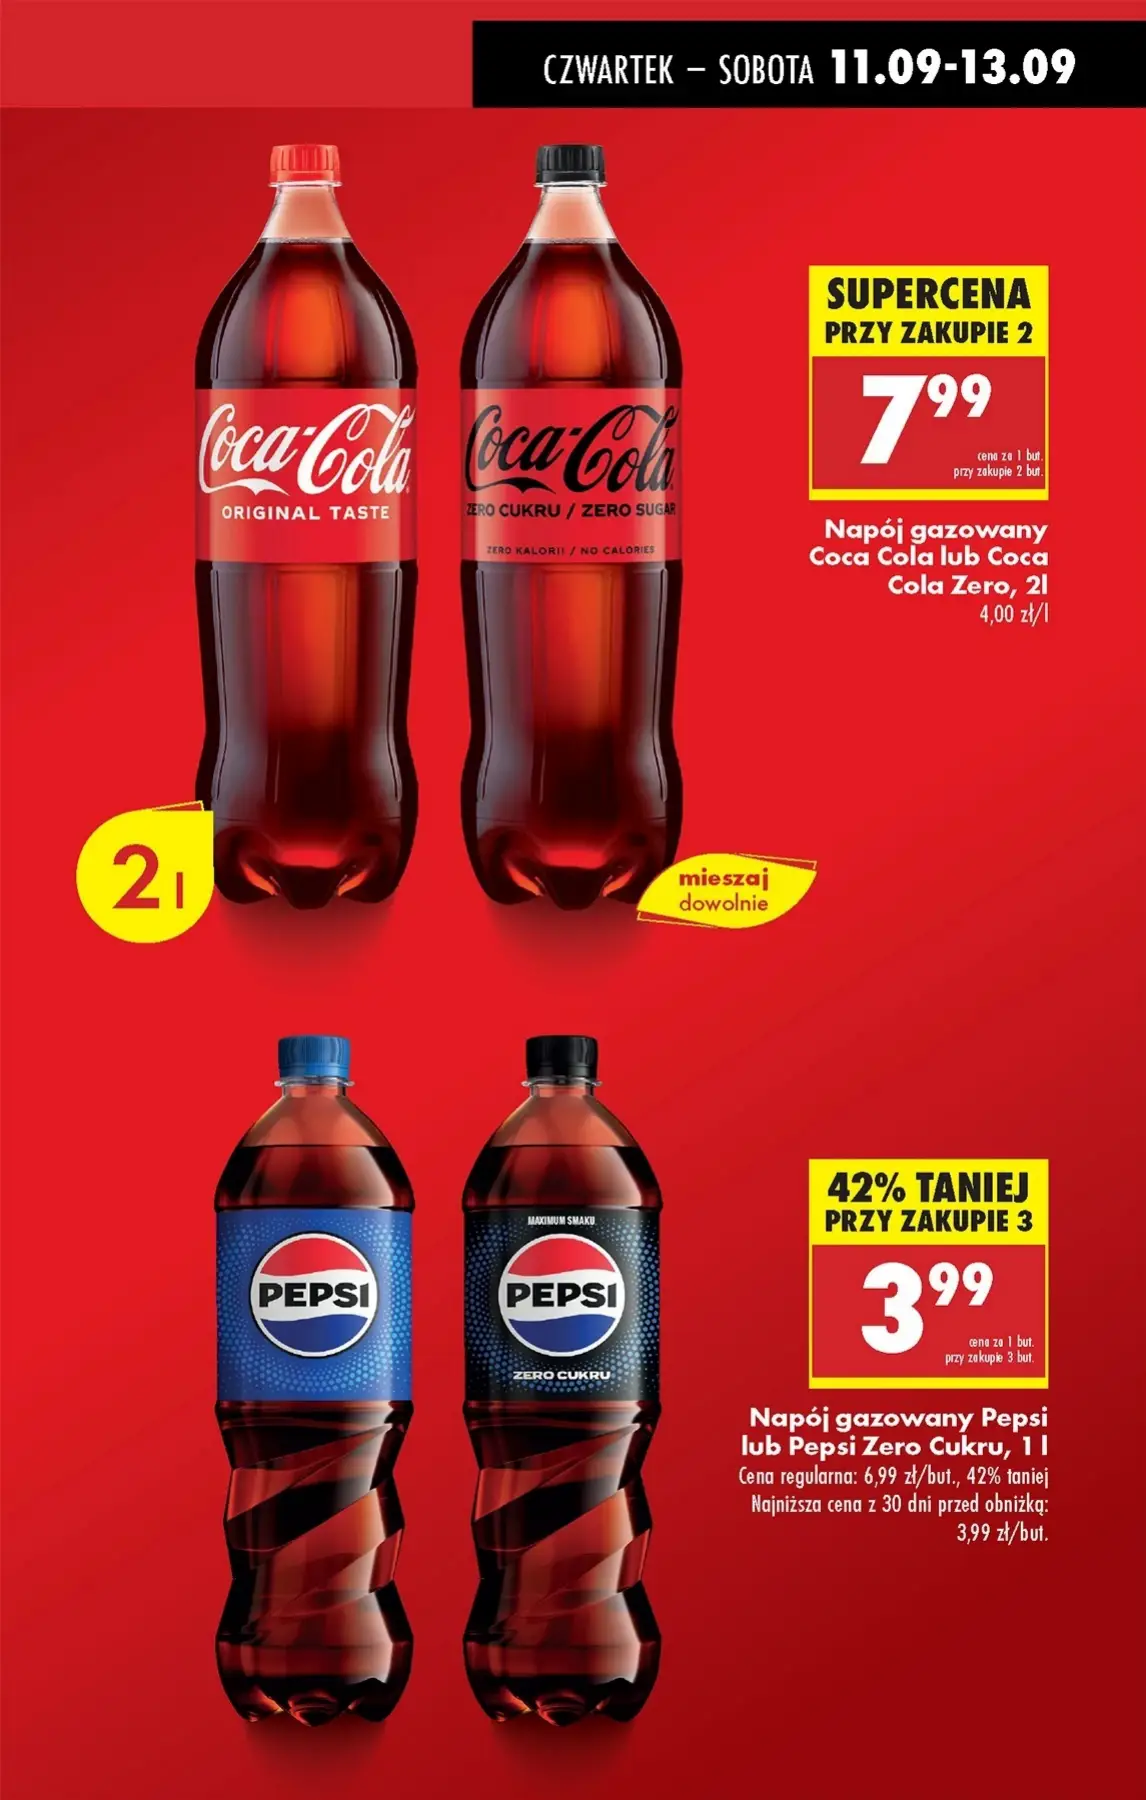 CZWARTEK – SOBOTA 11.09-13.09
SUPERCENA
PRZY ZAKUPIE 2
7 99
cena za 1 but.
przy zakupie 2 but.
Napój gazowany
Coca Cola lub Coca
Cola Zero, 2l
4,00 zł/l
Coca-Cola
ORIGINAL TASTE
Coca-Cola
ZERO CUKRU / ZERO SUGAR
ZERO KALORII / NO CALORIES
2 l
mieszaj
dowolnie
42% TANIEJ
PRZY ZAKUPIE 3
3 99
cena za 1 but.
przy zakupie 3 but.
Napój gazowany Pepsi
lub Pepsi Zero Cukru, 1 l
Cena regularna: 6,99 zł/but., 42% taniej
Najniższa cena z 30 dni przed obniżką:
3,99 zł/but.
PEPSI
MAXIMUM SMAKU
PEPSI
ZERO CUKRU